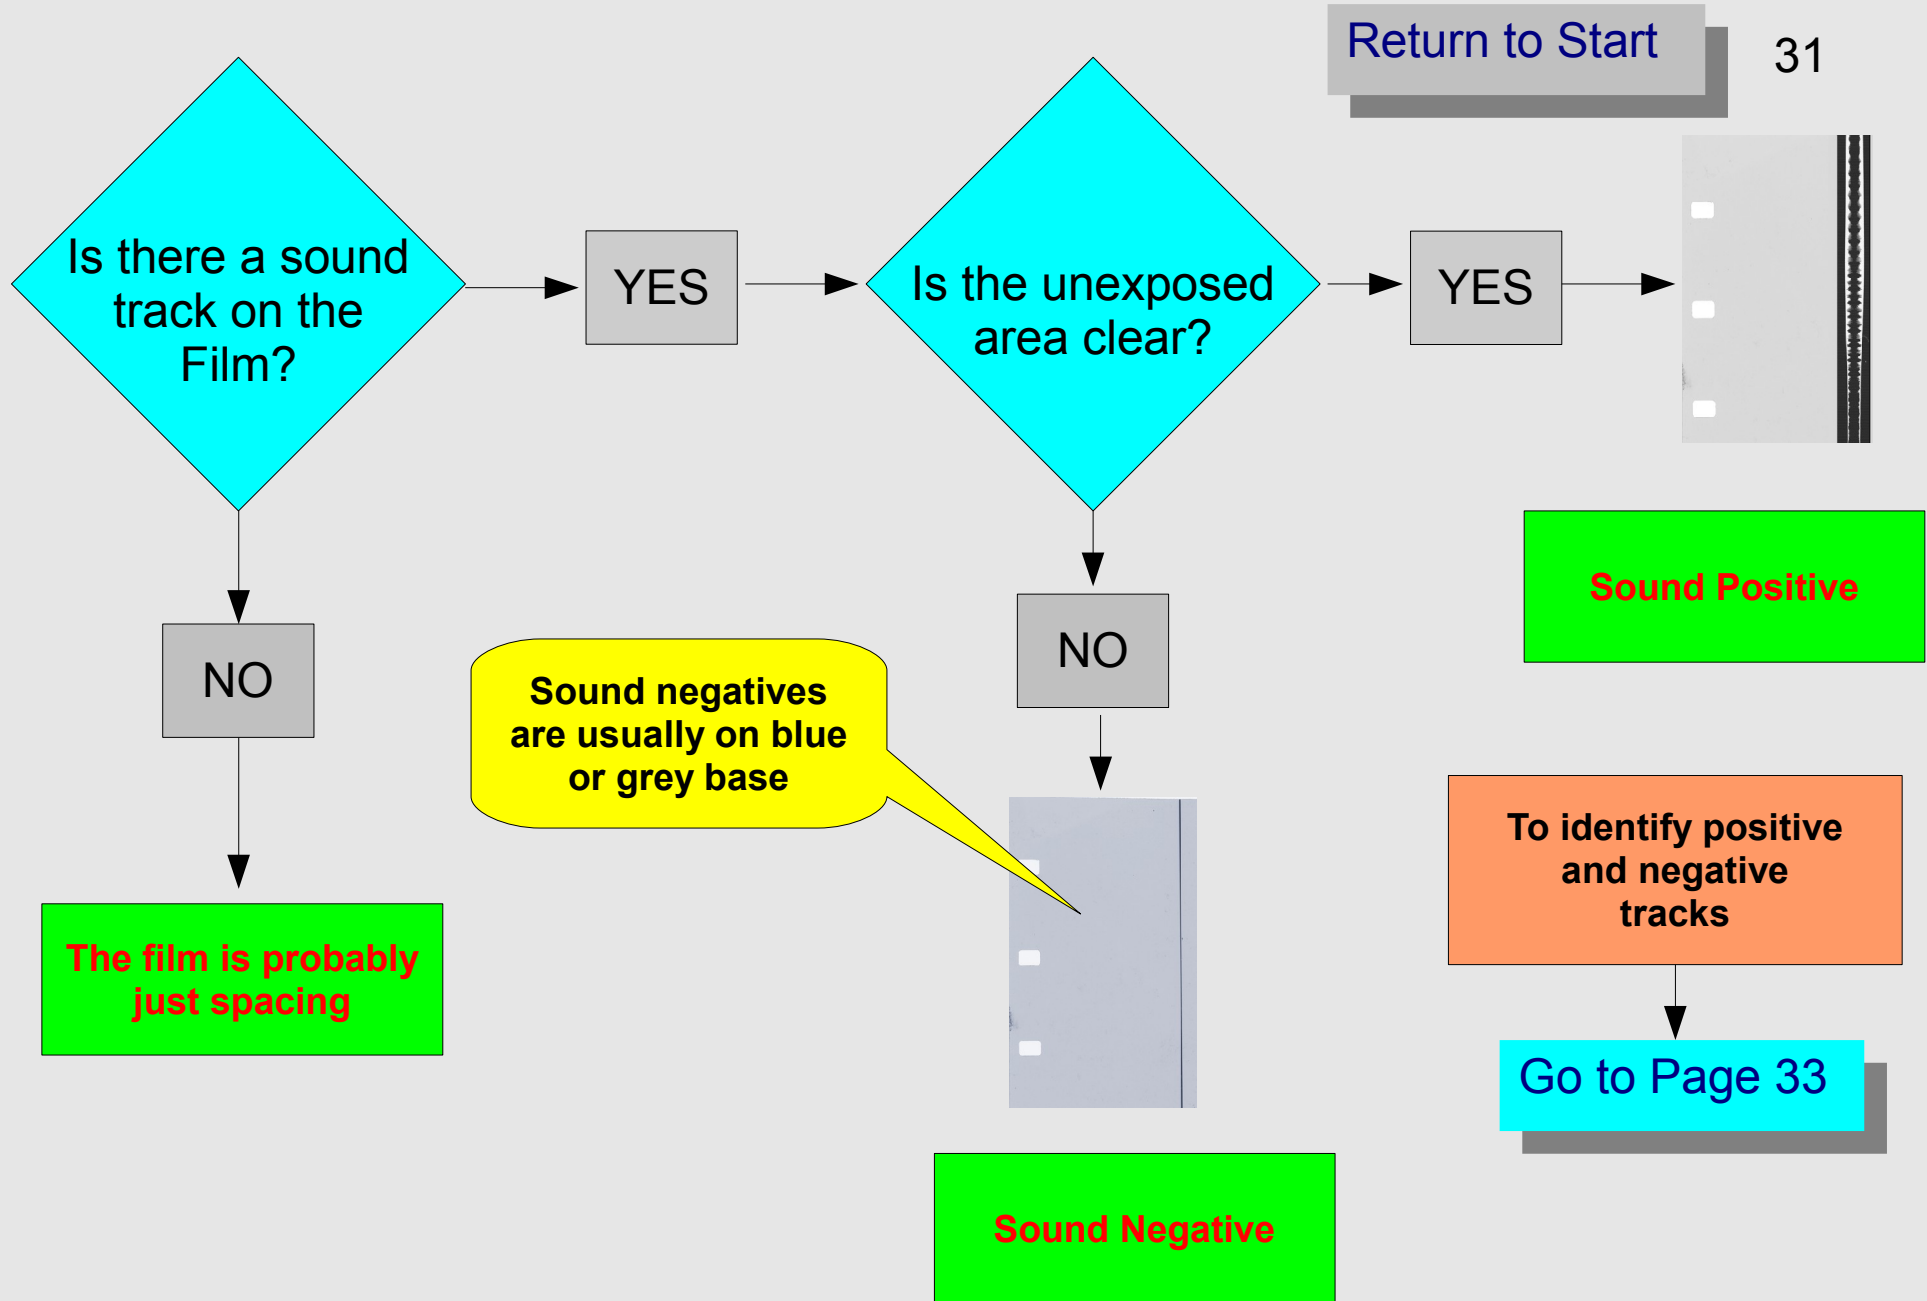 Return to Start
31
Is there a sound
track on the
Film?
YES
Is the unexposed
area clear?
YES
Sound Positive
NO
NO
Sound negatives
are usually on blue
or grey base
To identify positive
and negative
tracks
The film is probably
just spacing
Go to Page 33
Sound Negative